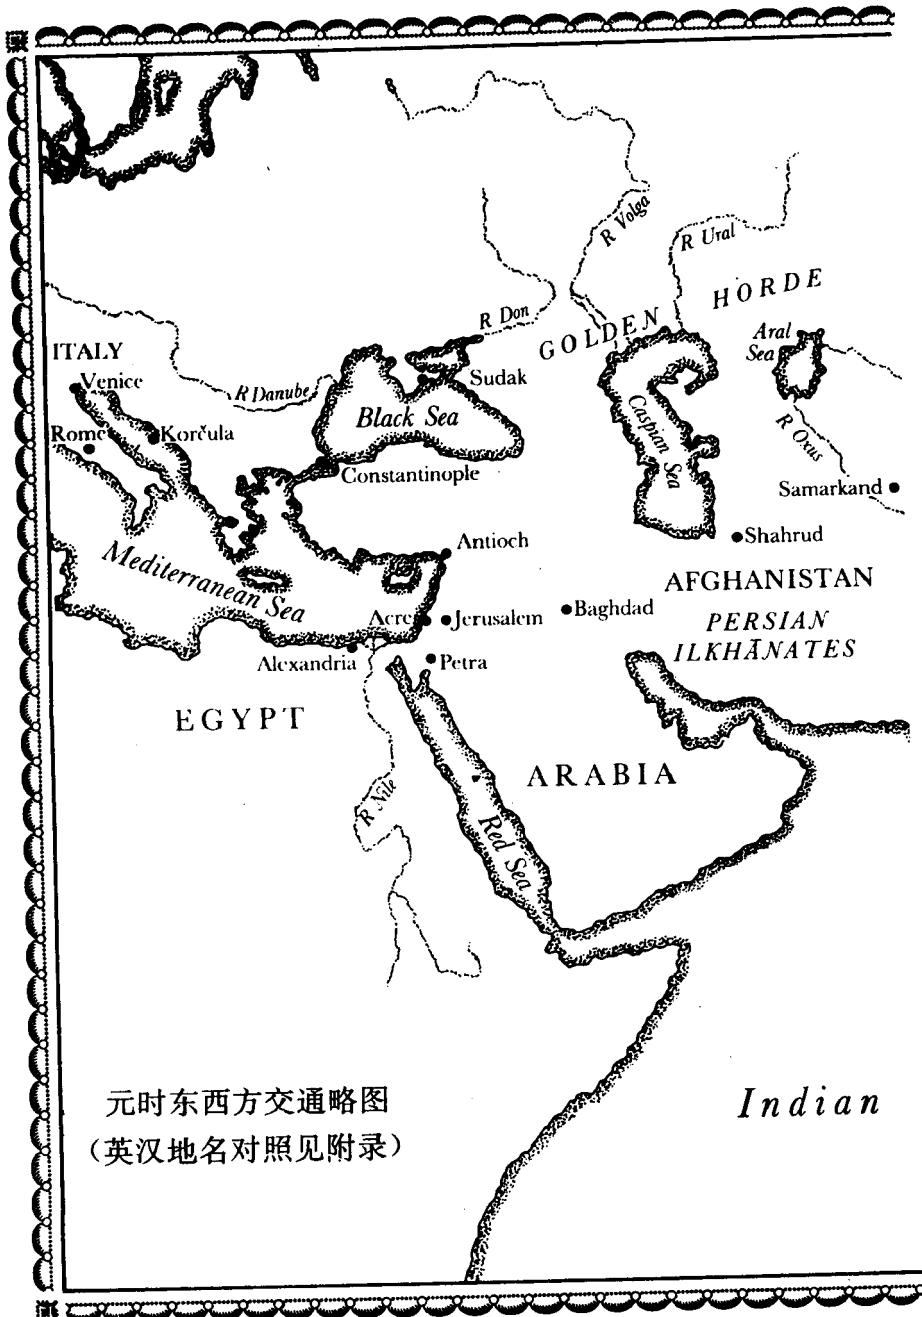 R Volga
R Ural
HORDE
GOLDEN
R Don
Aral
Sea
ITALY
Venice
R Danube
Sudak
Black Sea
Caspian Sea
R Oxus
Rome
Korčula
Constantinople
Samarkand
Shahrud
Antioch
Mediterranean Sea
AFGHANISTAN
Acre
Jerusalem
Baghdad
PERSIAN
ILKHĀNATES
Alexandria
Petra
EGYPT
ARABIA
R Nile
Red Sea
元时东西方交通略图
（英汉地名对照见附录）
Indian